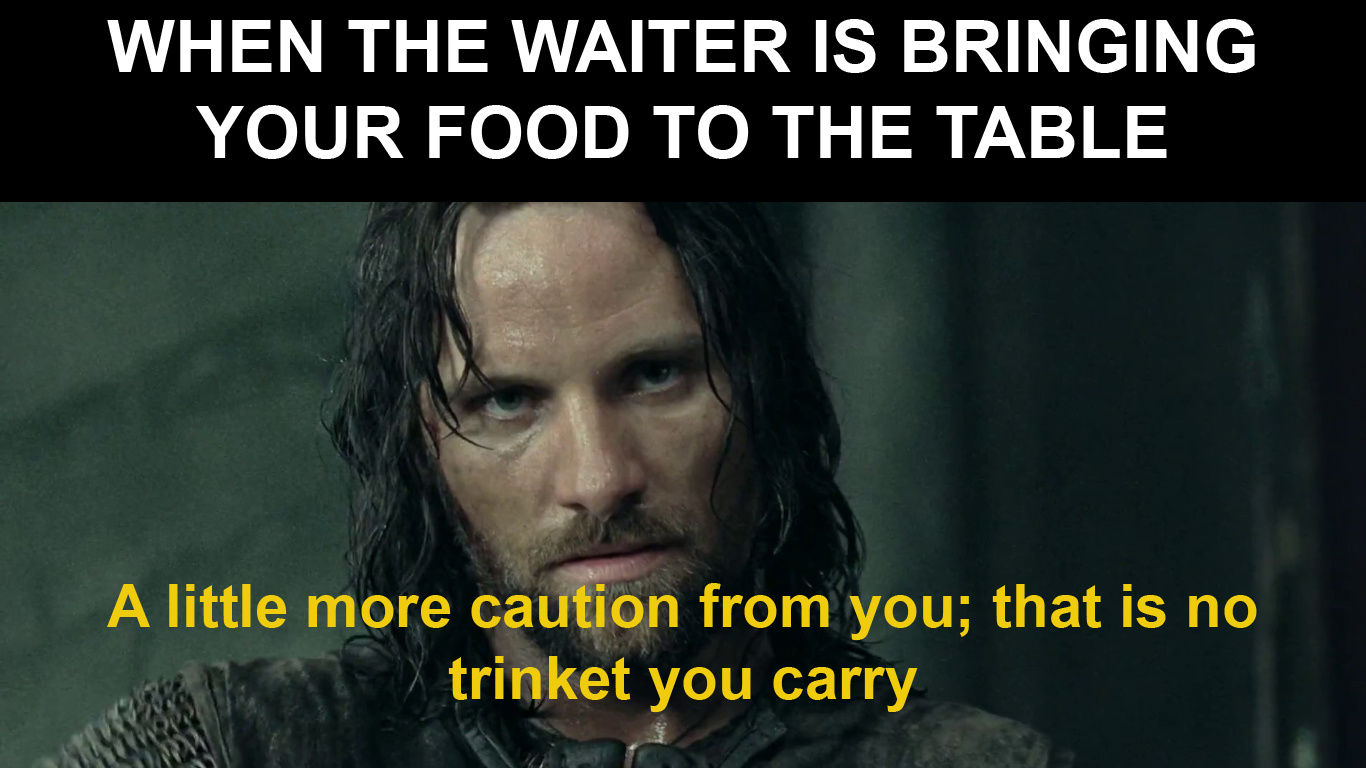 WHEN THE WAITER IS BRINGING
YOUR FOOD TO THE TABLE
A little more caution from you; that is no
trinket you carry